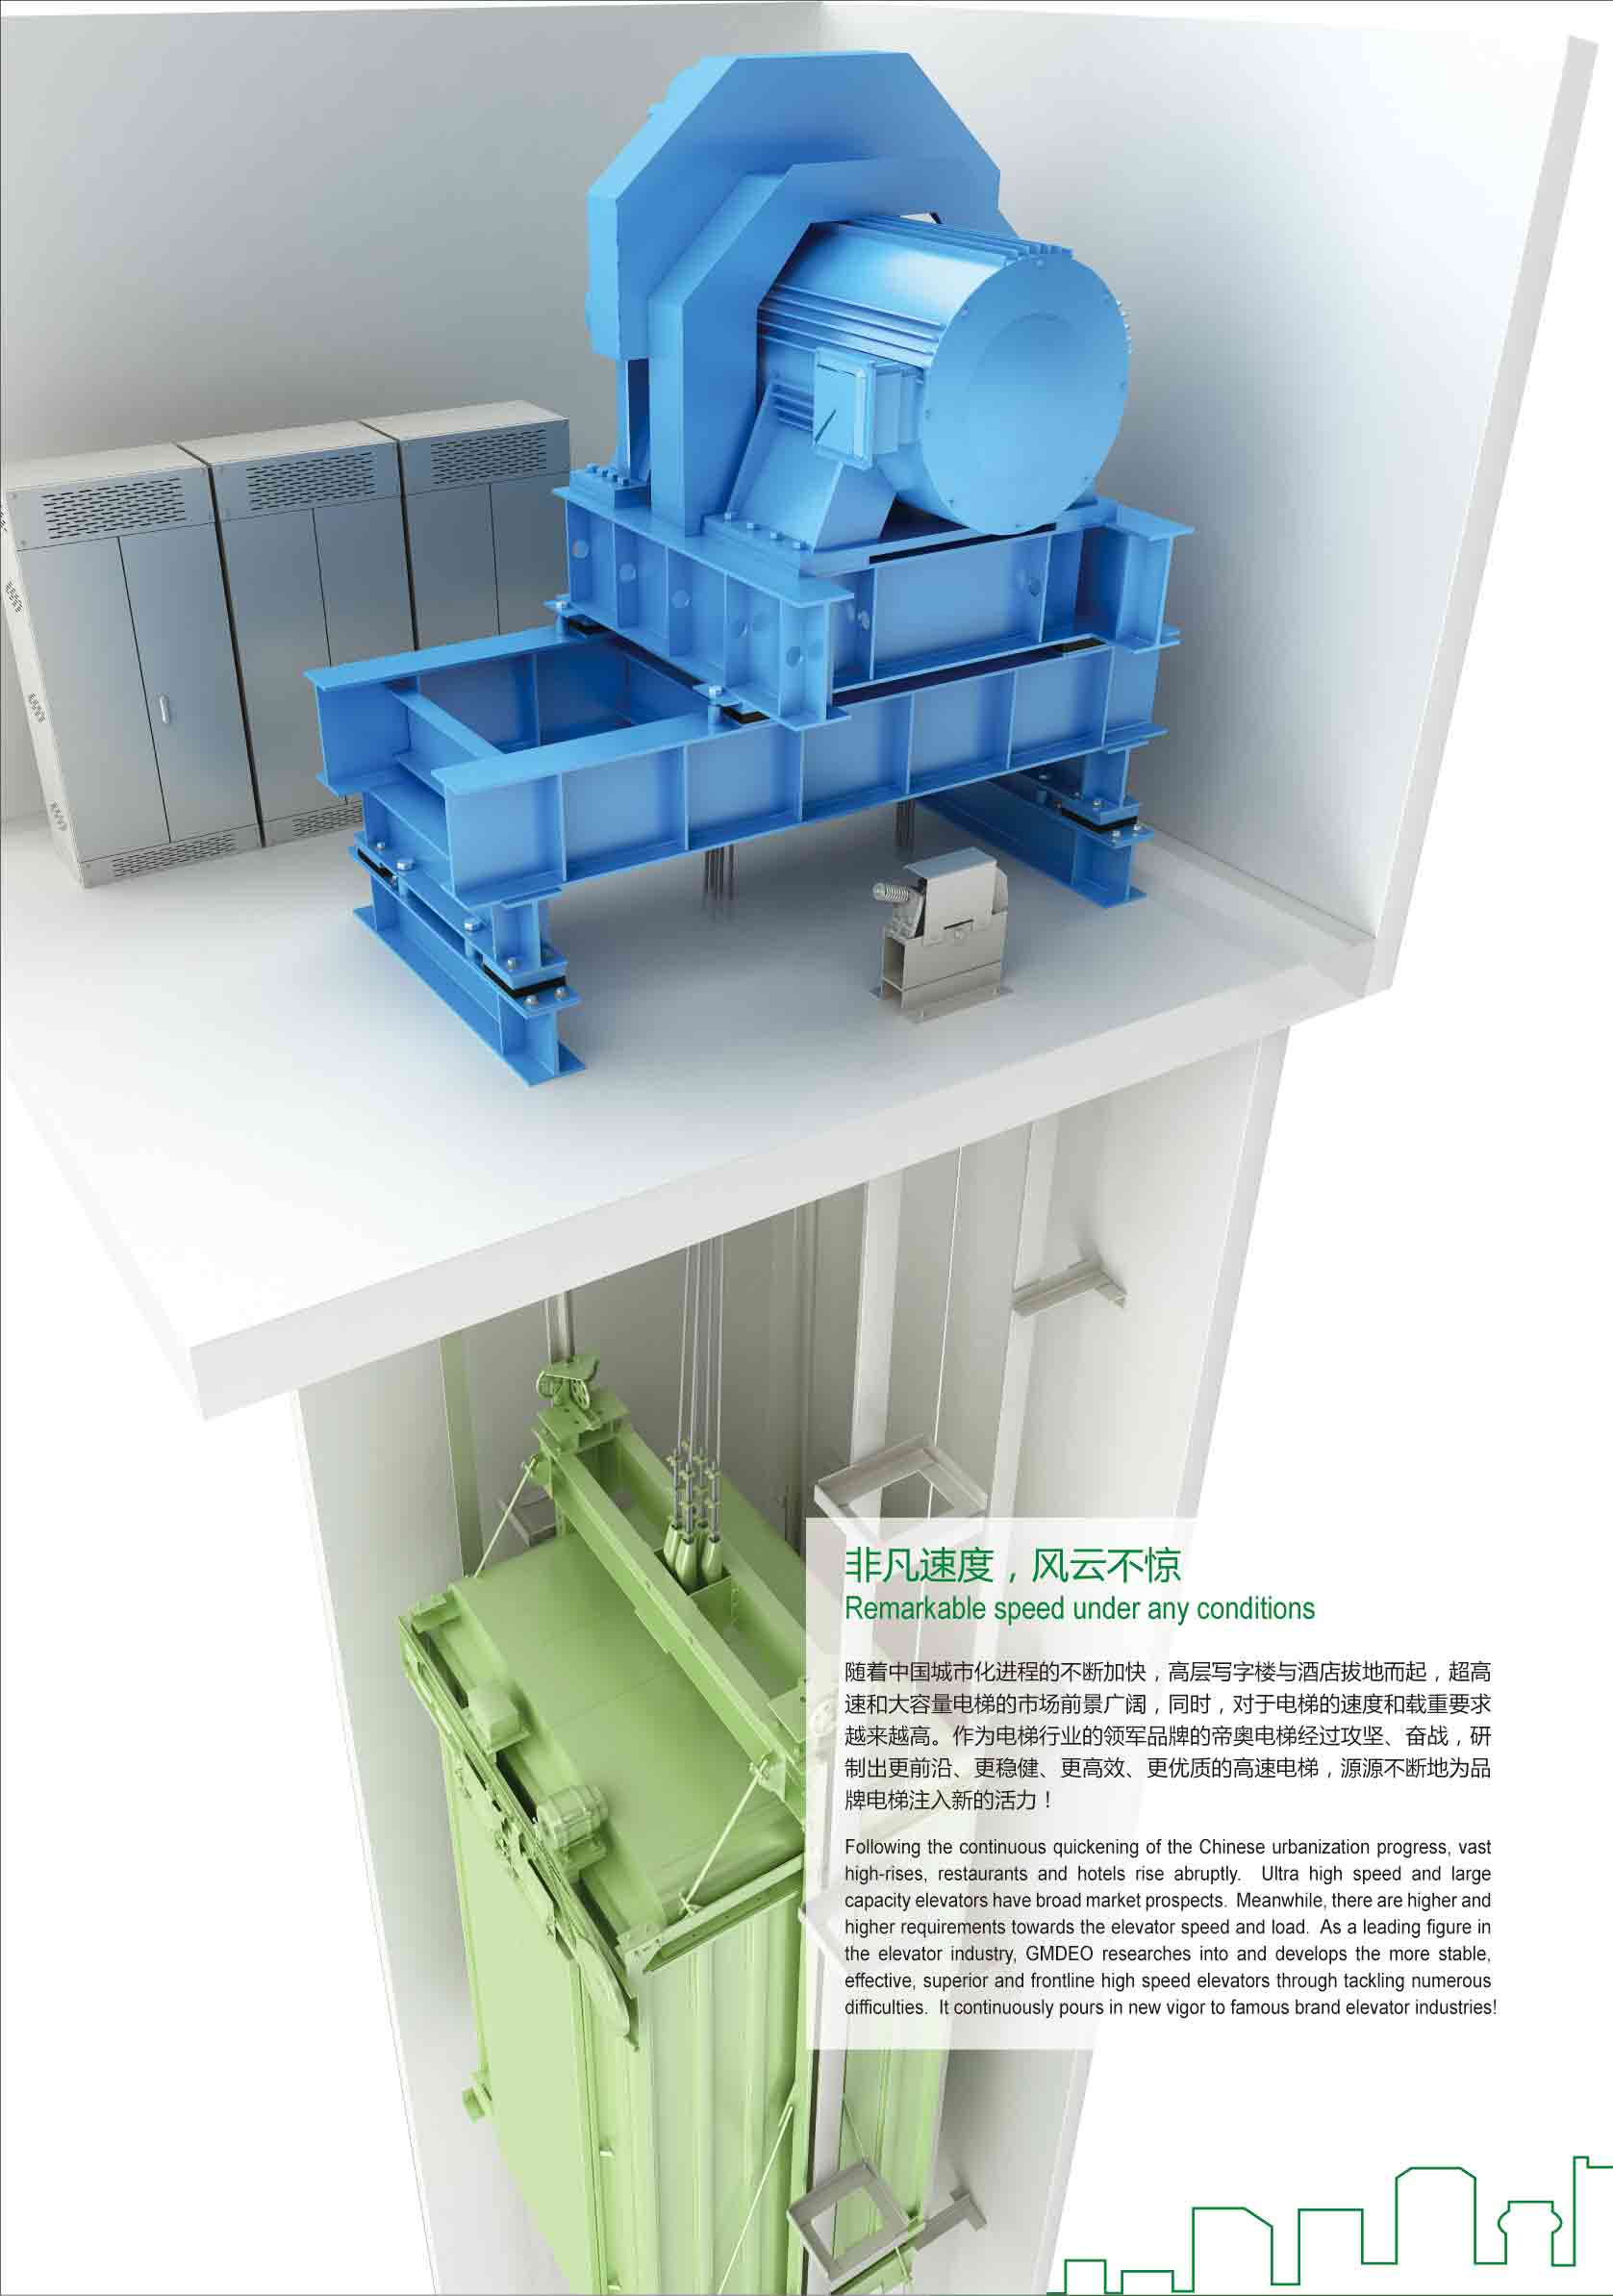 非凡速度，风云不惊
Remarkable speed under any conditions
随着中国城市化进程的不断加快，高层写字楼与酒店拔地而起，超高
速和大容量电梯的市场前景广阔，同时，对于电梯的速度和载重要求
越来越高。作为电梯行业的领军品牌的帝奥电梯经过攻坚、奋战，研
制出更前沿、更稳健、更高效、更优质的高速电梯，源源不断地为品
牌电梯注入新的活力！
Following the continuous quickening of the Chinese urbanization progress, vast
high-rises, restaurants and hotels rise abruptly. Ultra high speed and large
capacity elevators have broad market prospects. Meanwhile, there are higher and
higher requirements towards the elevator speed and load. As a leading figure in
the elevator industry, GMDEO researches into and develops the more stable,
effective, superior and frontline high speed elevators through tackling numerous
difficulties. It continuously pours in new vigor to famous brand elevator industries!